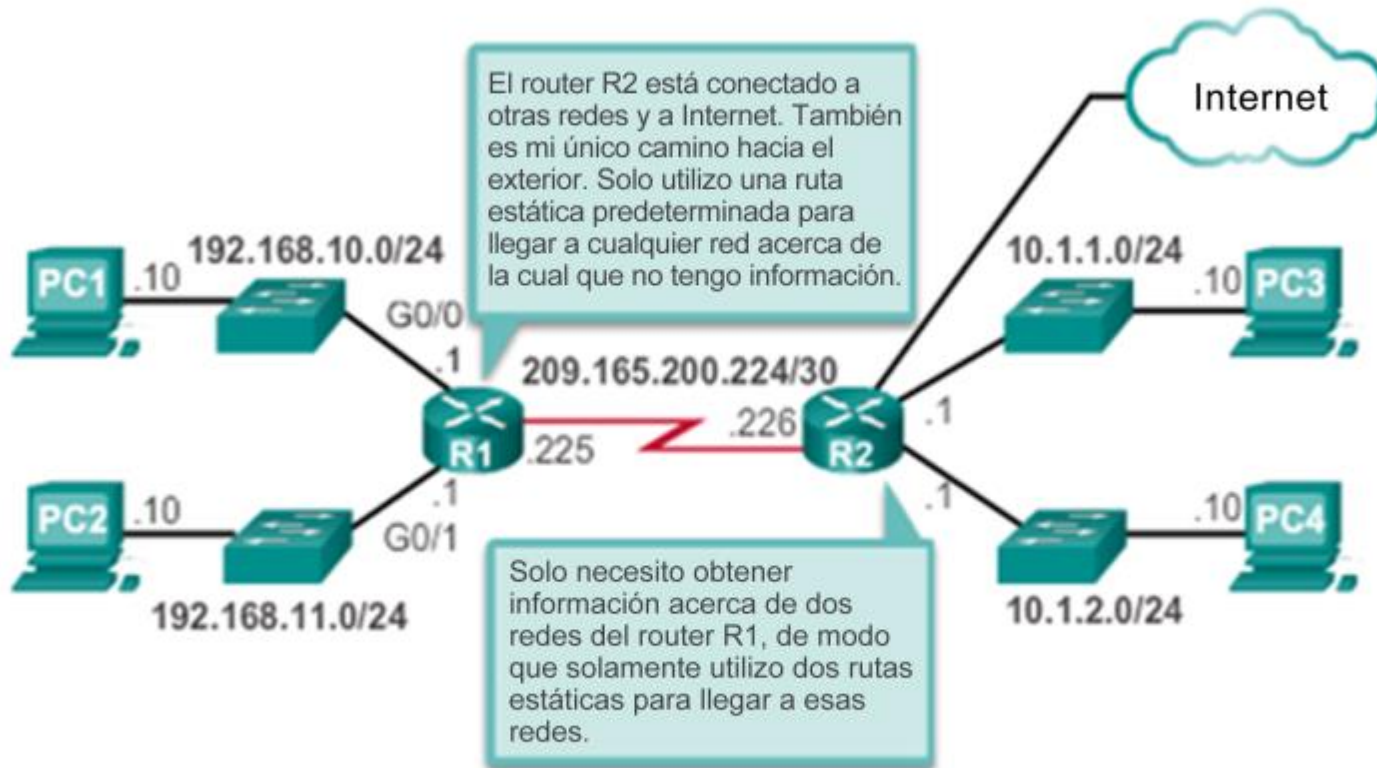 El router R2 está conectado a
otras redes y a Internet. También
es mi único camino hacia el
exterior. Solo utilizo una ruta
estática predeterminada para
llegar a cualquier red acerca de
la cual que no tengo información.
Internet
192.168.10.0/24
10.1.1.0/24
PC1
.10
.10
PC3
G0/0
.1
209.165.200.224/30
.1
R1
.225
.226
R2
.1
.1
PC2
.10
G0/1
.10
PC4
192.168.11.0/24
10.1.2.0/24
Solo necesito obtener
información acerca de dos
redes del router R1, de modo
que solamente utilizo dos rutas
estáticas para llegar a esas
redes.